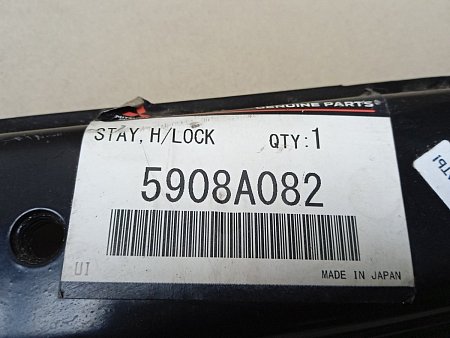 GENUINE PARTS
STAY, H/LOCK QTY:1
5908A082
UI
MADE IN JAPAN